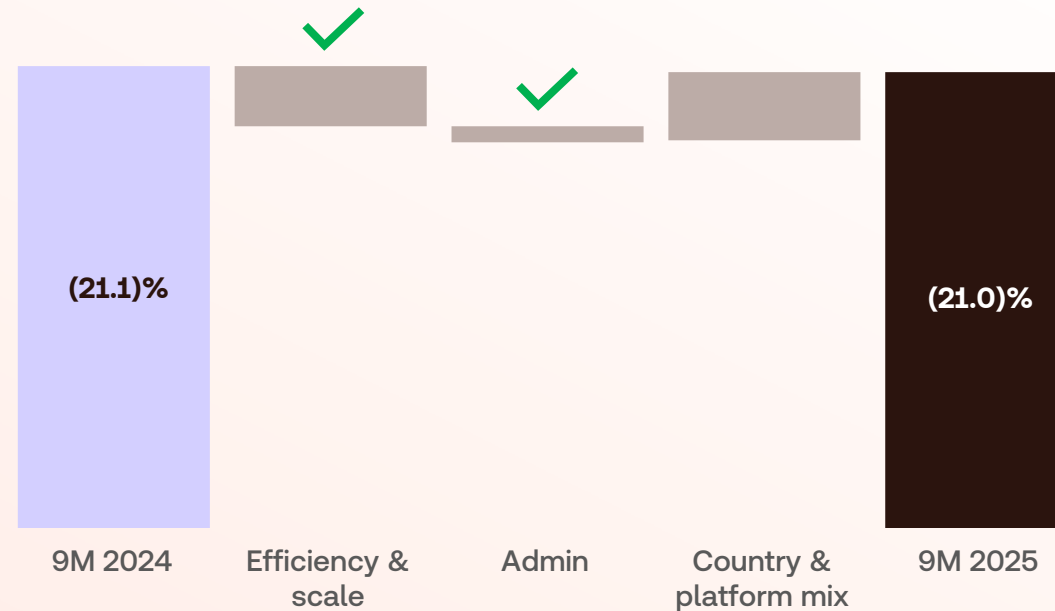 (21.1)%
(21.0)%
9M 2024
Efficiency &
scale
Admin
Country &
platform mix
9M 2025